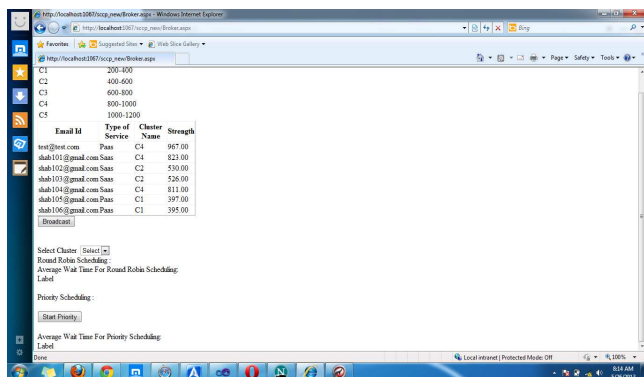 http://localhost:1067/sccp_new/Broker.aspx - Windows Internet Explorer
http://localhost:1067/sccp_new/Broker.aspx
Bing
Favorites Suggested Sites Web Slice Gallery
http://localhost:1067/sccp_new/Broker.aspx
Page Safety Tools
C1 200-400
C2 400-600
C3 600-800
C4 800-1000
C5 1000-1200
Email Id Type of Service Cluster Name Strength
test@test.com Paas C4 967.00
shab101@gmail.com Saas C4 823.00
shab102@gmail.com Saas C2 530.00
shab103@gmail.com Saas C2 526.00
shab104@gmail.com Saas C4 811.00
shab105@gmail.com Paas C1 397.00
shab106@gmail.com Paas C1 395.00
Broadcast
Select Cluster Select
Round Robin Scheduling :
Average Wait Time For Round Robin Scheduling:
Label
Priority Scheduling :
Start Priority
Average Wait Time For Priority Scheduling:
Label
Done
Local intranet | Protected Mode: Off
100%
8:14 AM